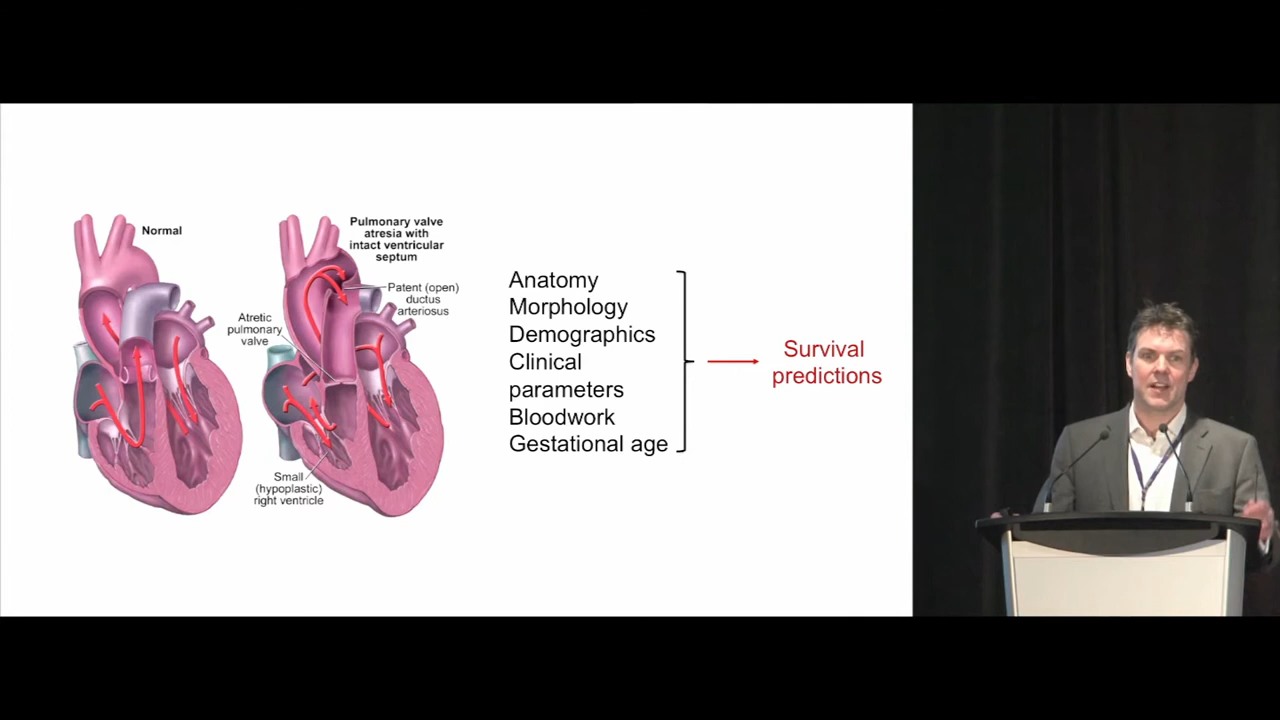 Normal
Pulmonary valve
atresia with
intact ventricular
septum
Patent (open)
ductus
arteriosus
Atretic
pulmonary
valve
Small
(hypoplastic)
right ventricle
Anatomy
Morphology
Demographics
Clinical
parameters
Bloodwork
Gestational age
Survival
predictions